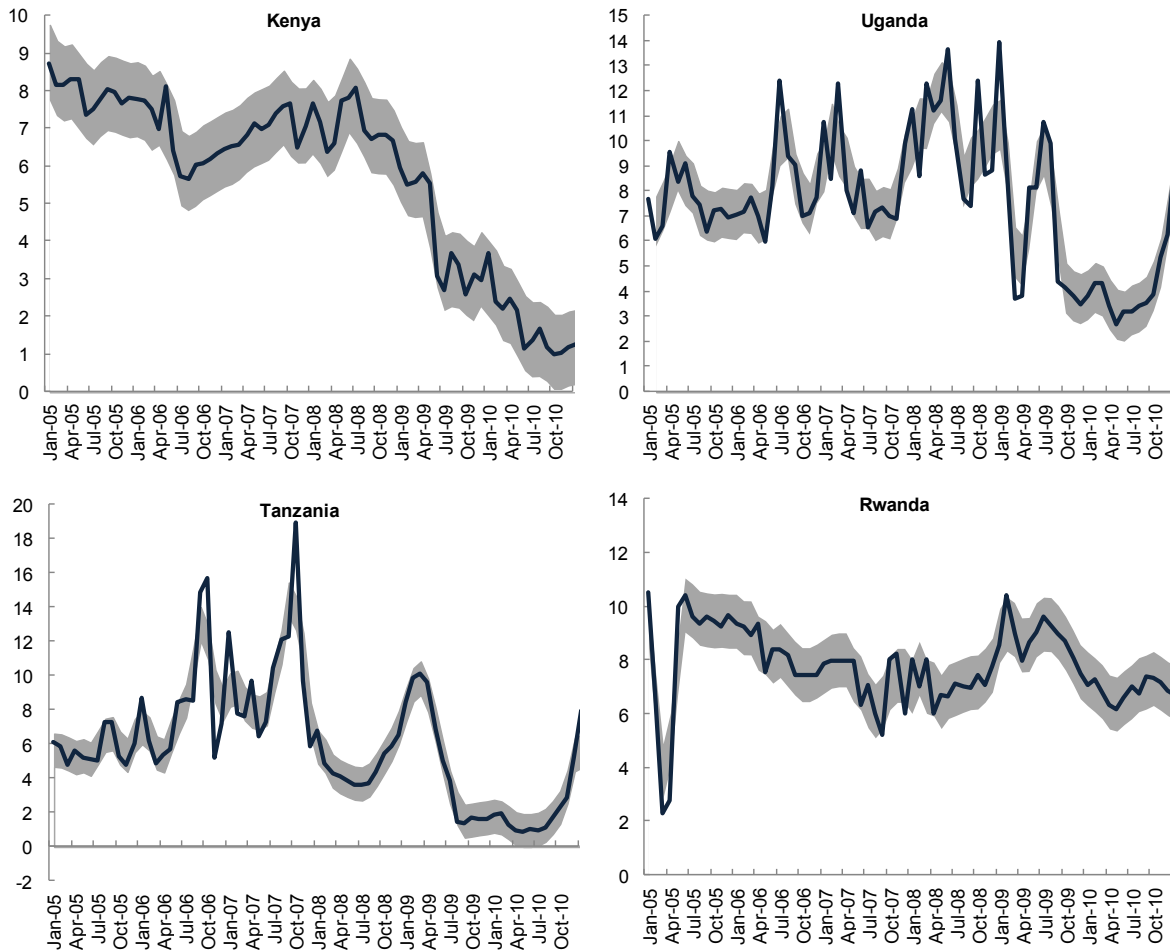 Kenya
10
9
8
7
6
5
4
3
2
1
0
Jan-05
Apr-05
Jul-05
Oct-05
Jan-06
Apr-06
Jul-06
Oct-06
Jan-07
Apr-07
Jul-07
Oct-07
Jan-08
Apr-08
Jul-08
Oct-08
Jan-09
Apr-09
Jul-09
Oct-09
Jan-10
Apr-10
Jul-10
Oct-10
Uganda
15
14
13
12
11
10
9
8
7
6
5
4
3
2
1
0
Jan-05
Apr-05
Jul-05
Oct-05
Jan-06
Apr-06
Jul-06
Oct-06
Jan-07
Apr-07
Jul-07
Oct-07
Jan-08
Apr-08
Jul-08
Oct-08
Jan-09
Apr-09
Jul-09
Oct-09
Jan-10
Apr-10
Jul-10
Oct-10
Tanzania
20
18
16
14
12
10
8
6
4
2
0
-2
Jan-05
Apr-05
Jul-05
Oct-05
Jan-06
Apr-06
Jul-06
Oct-06
Jan-07
Apr-07
Jul-07
Oct-07
Jan-08
Apr-08
Jul-08
Oct-08
Jan-09
Apr-09
Jul-09
Oct-09
Jan-10
Apr-10
Jul-10
Oct-10
Rwanda
14
12
10
8
6
4
2
0
Jan-05
Apr-05
Jul-05
Oct-05
Jan-06
Apr-06
Jul-06
Oct-06
Jan-07
Apr-07
Jul-07
Oct-07
Jan-08
Apr-08
Jul-08
Oct-08
Jan-09
Apr-09
Jul-09
Oct-09
Jan-10
Apr-10
Jul-10
Oct-10